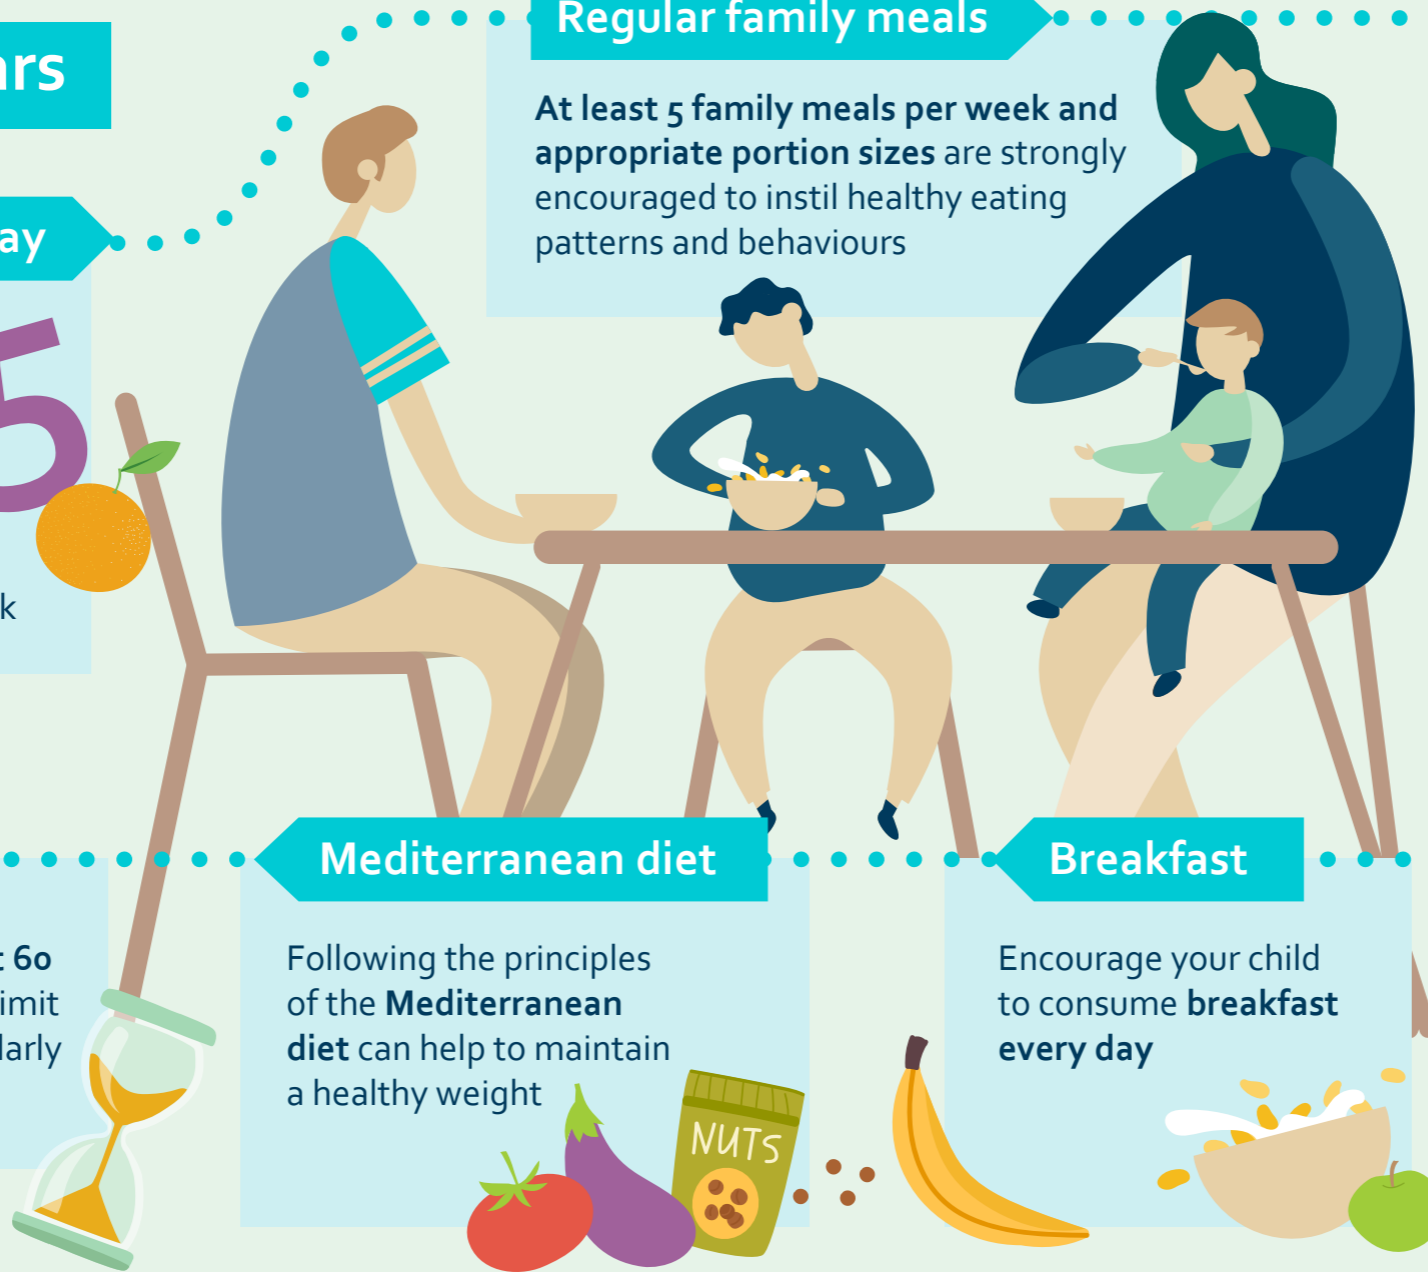 Regular family meals
ars
At least 5 family meals per week and
appropriate portion sizes are strongly
encouraged to instil healthy eating
patterns and behaviours
ay
5
k
Mediterranean diet
Breakfast
60
imit
larly
Following the principles
of the Mediterranean
diet can help to maintain
a healthy weight
Encourage your child
to consume breakfast
every day
NUTS